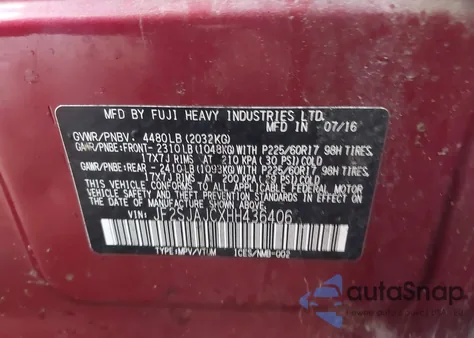 MFD BY FUJI HEAVY INDUSTRIES LTD.
IN 07/16
GVWR/PNBV: 4480LB(2032KG)
GAWR/PNBE:FRONT- 2310LB(1048KG) P225/60R17 98H TIRES.
17X7J RIMS AT 210 KPA (30 PSI) COLD
GAWR/PNBE:REAR - 2410LB(1093KG) P225/60R17 98H TIRES.
17X7J RIMS AT 200 KPA (29 PSI) COLD
THIS VEHICLE CONFORMS TO ALL APPLICABLE FEDERAL MOTOR
VEHICLE SAFETY AND THEFT PREVENTION STANDARDS IN
EFFECT ON THE DATE OF MANUFACTURE SHOWN ABOVE.
VIN:JF2SJAJCXHH436406
TYPE:MPV/VTUM ICES/NMB-002
autoSnap